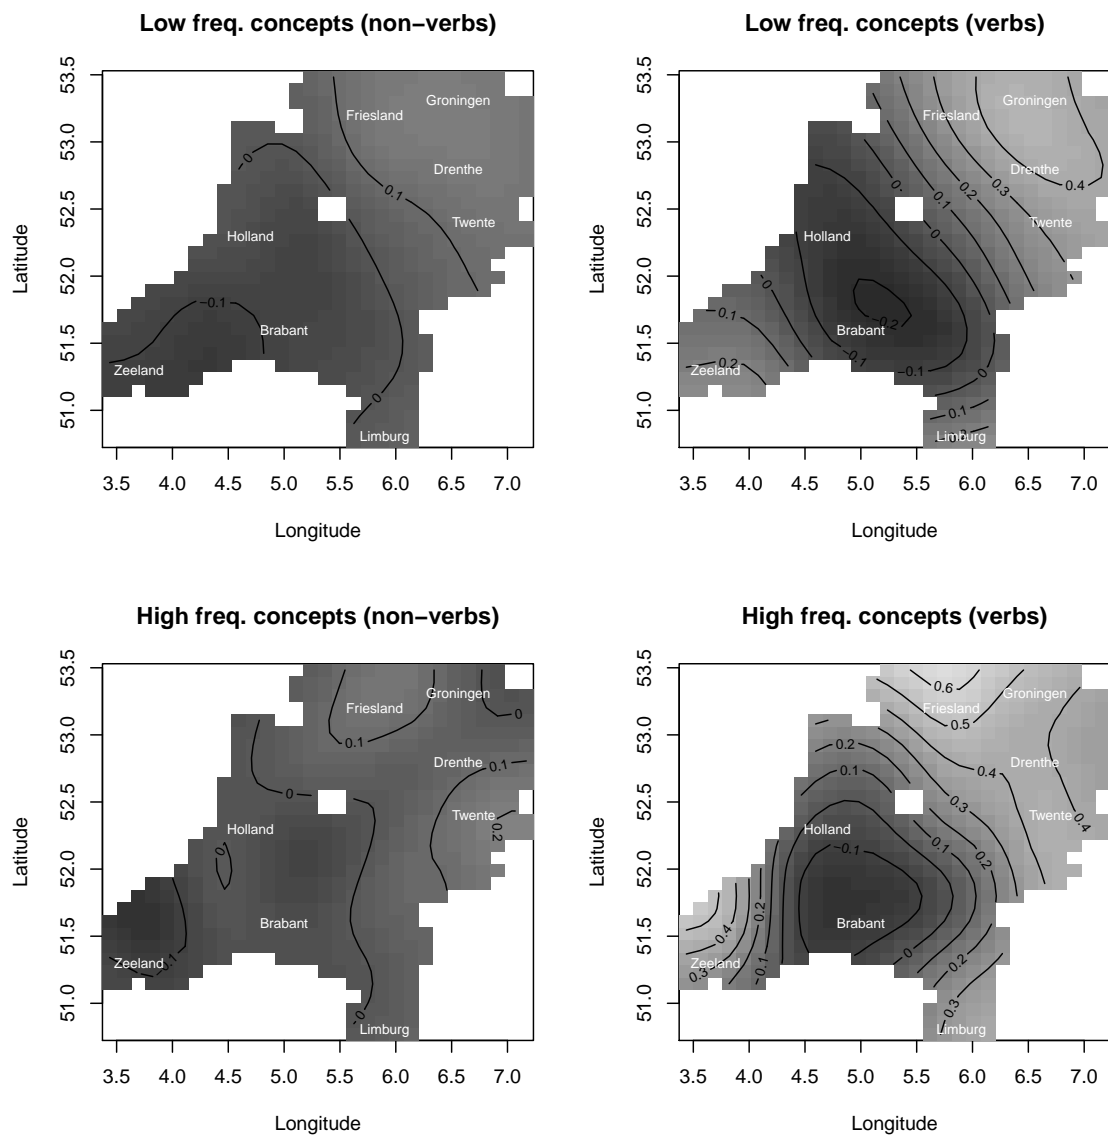 Low freq. concepts (non−verbs)
53.5
53.0
52.5
52.0
51.5
51.0
Latitude
Groningen
Friesland
Drenthe
Twente
Holland
Brabant
Zeeland
Limburg
0
0.1
−0.1
0
3.5 4.0 4.5 5.0 5.5 6.0 6.5 7.0
Longitude
Low freq. concepts (verbs)
53.5
53.0
52.5
52.0
51.5
51.0
Latitude
Groningen
Friesland
Drenthe
Twente
Holland
Brabant
Zeeland
Limburg
0
0.1
0.2
0.3
0.4
0
0
0.1
0.2
−0.2
−0.1
−0.1
0
0.1
3.5 4.0 4.5 5.0 5.5 6.0 6.5 7.0
Longitude
High freq. concepts (non−verbs)
53.5
53.0
52.5
52.0
51.5
51.0
Latitude
Groningen
Friesland
Drenthe
Twente
Holland
Brabant
Zeeland
Limburg
0
0.1
0.1
0
0.2
0
−0.1
0
3.5 4.0 4.5 5.0 5.5 6.0 6.5 7.0
Longitude
High freq. concepts (verbs)
53.5
53.0
52.5
52.0
51.5
51.0
Latitude
Groningen
Friesland
Drenthe
Twente
Holland
Brabant
Zeeland
Limburg
0.6
0.5
0.2
0.4
0.1
0.3
0.4
−0.1
0.1
0.2
0.2
0.4
0.3
−0.1
0
0.2
0.3
3.5 4.0 4.5 5.0 5.5 6.0 6.5 7.0
Longitude